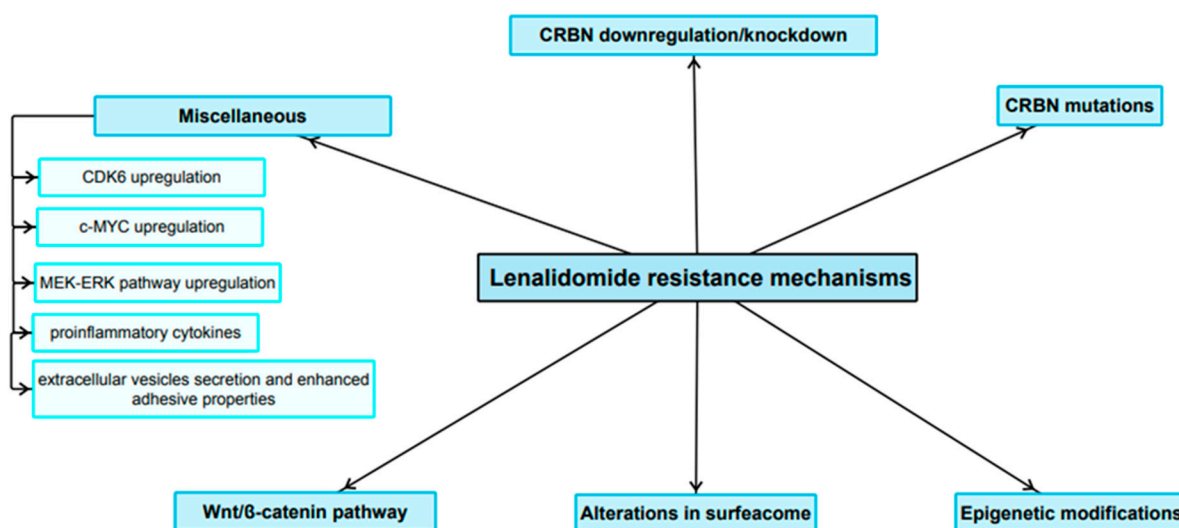 CRBN downregulation/knockdown
CRBN mutations
Miscellaneous
CDK6 upregulation
c-MYC upregulation
MEK-ERK pathway upregulation
proinflammatory cytokines
extracellular vesicles secretion and enhanced
adhesive properties
Lenalidomide resistance mechanisms
Wnt/ß-catenin pathway
Alterations in surfeacome
Epigenetic modifications